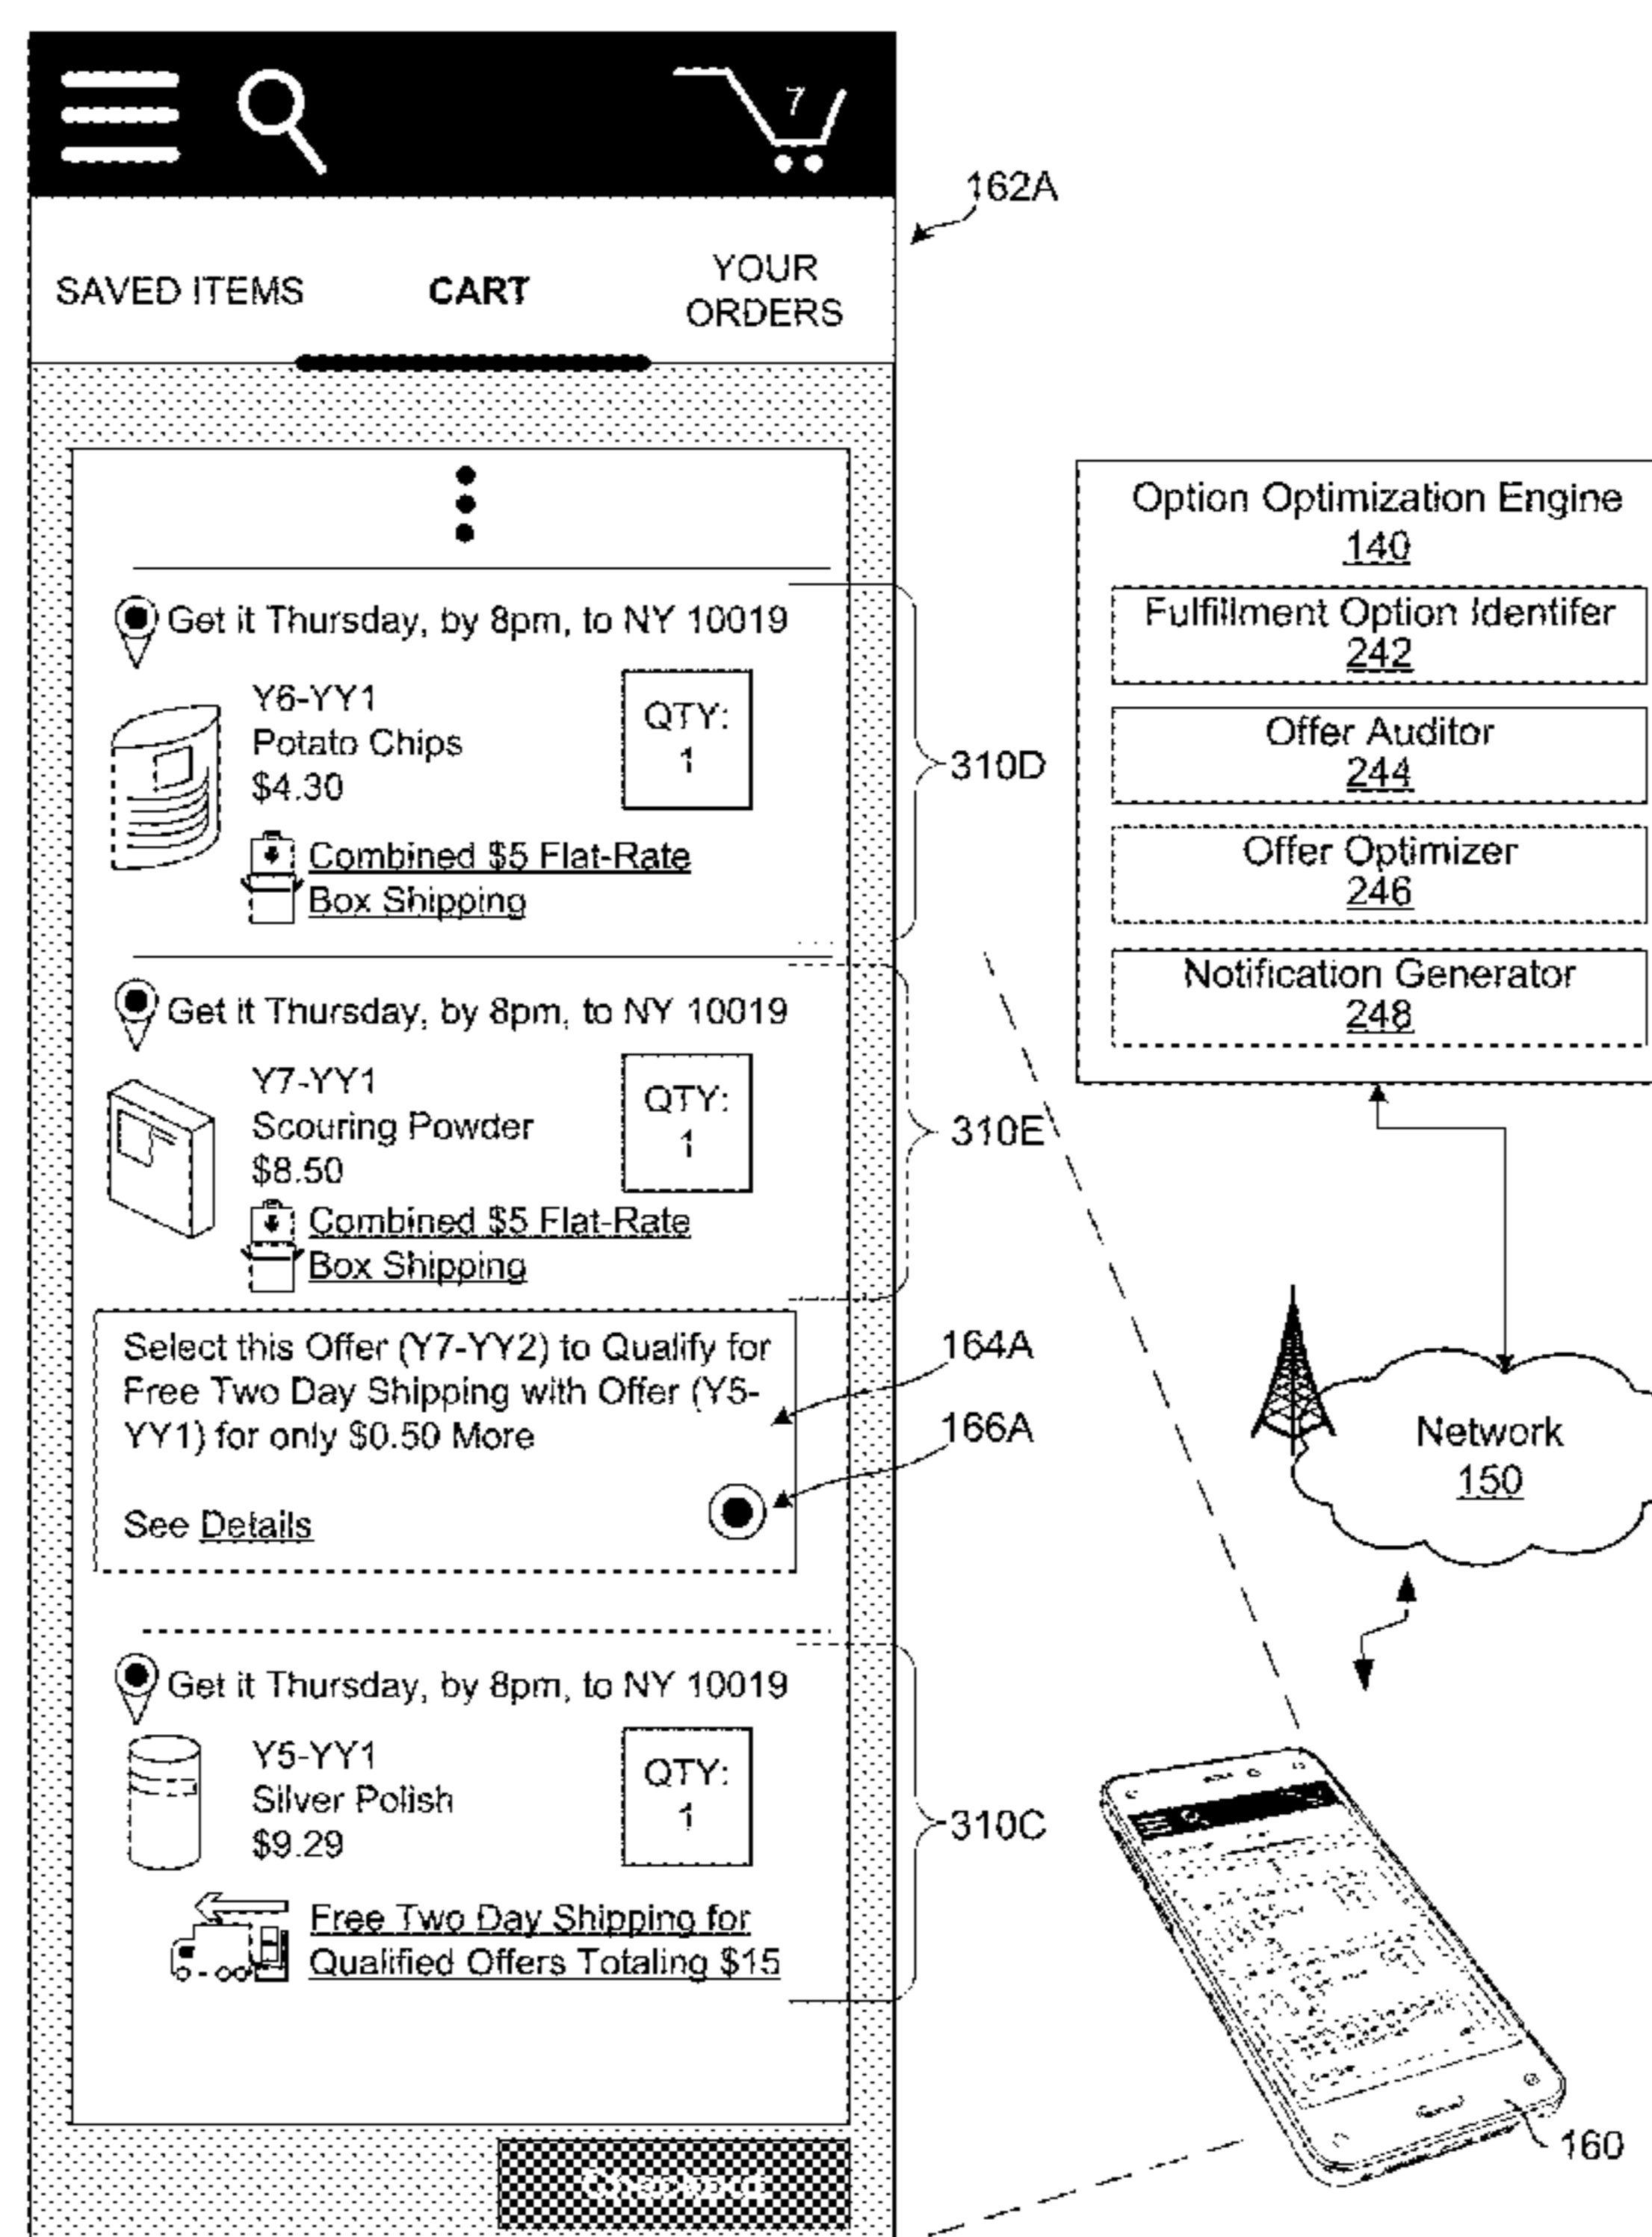 7
162A
SAVED ITEMS
CART
YOUR
ORDERS
Get it Thursday, by 8pm, to NY 10019
Y6-YY1
Potato Chips
$4.30
QTY:
1
Combined $5 Flat-Rate
Box Shipping
310D
Get it Thursday, by 8pm, to NY 10019
Y7-YY1
Scouring Powder
$8.50
QTY:
1
Combined $5 Flat-Rate
Box Shipping
310E
Select this Offer (Y7-YY2) to Qualify for
Free Two Day Shipping with Offer (Y5-
YY1) for only $0.50 More
See Details
164A
166A
Get it Thursday, by 8pm, to NY 10019
Y5-YY1
Silver Polish
$9.29
QTY:
1
Free Two Day Shipping for
Qualified Offers Totaling $15
310C
Checkout
Option Optimization Engine
140
Fulfillment Option Identifer
242
Offer Auditor
244
Offer Optimizer
246
Notification Generator
248
Network
150
160